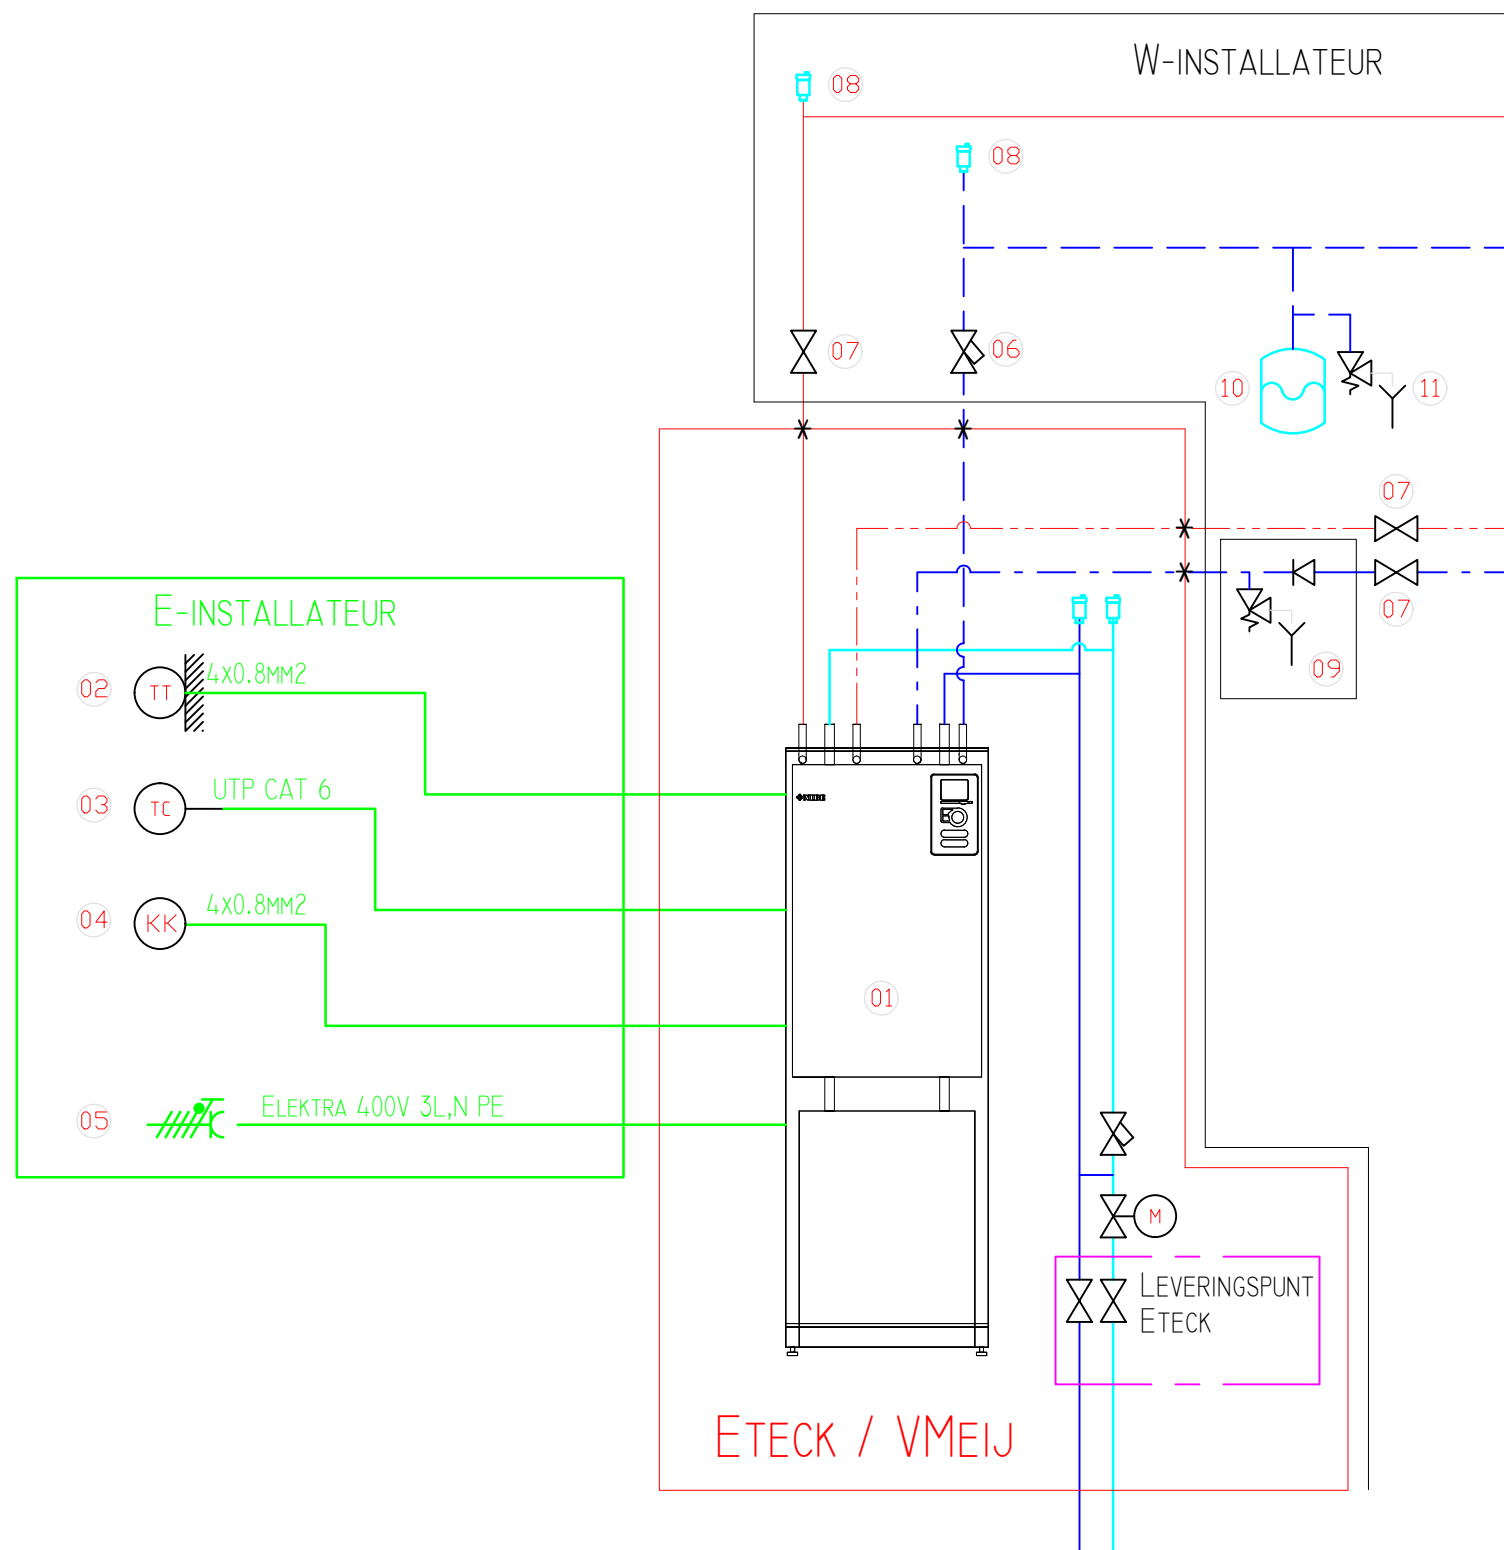 W-INSTALLATEUR
08
08
07
06
10
11
07
07
09
E-INSTALLATEUR
02
TT
4X0.8MM2
03
TC
UTP CAT 6
04
KK
4X0.8MM2
05
ELEKTRA 400V 3L,N PE
NIBE
01
M
LEVERINGSPUNT
ETECK
ETECK / VMEIJ